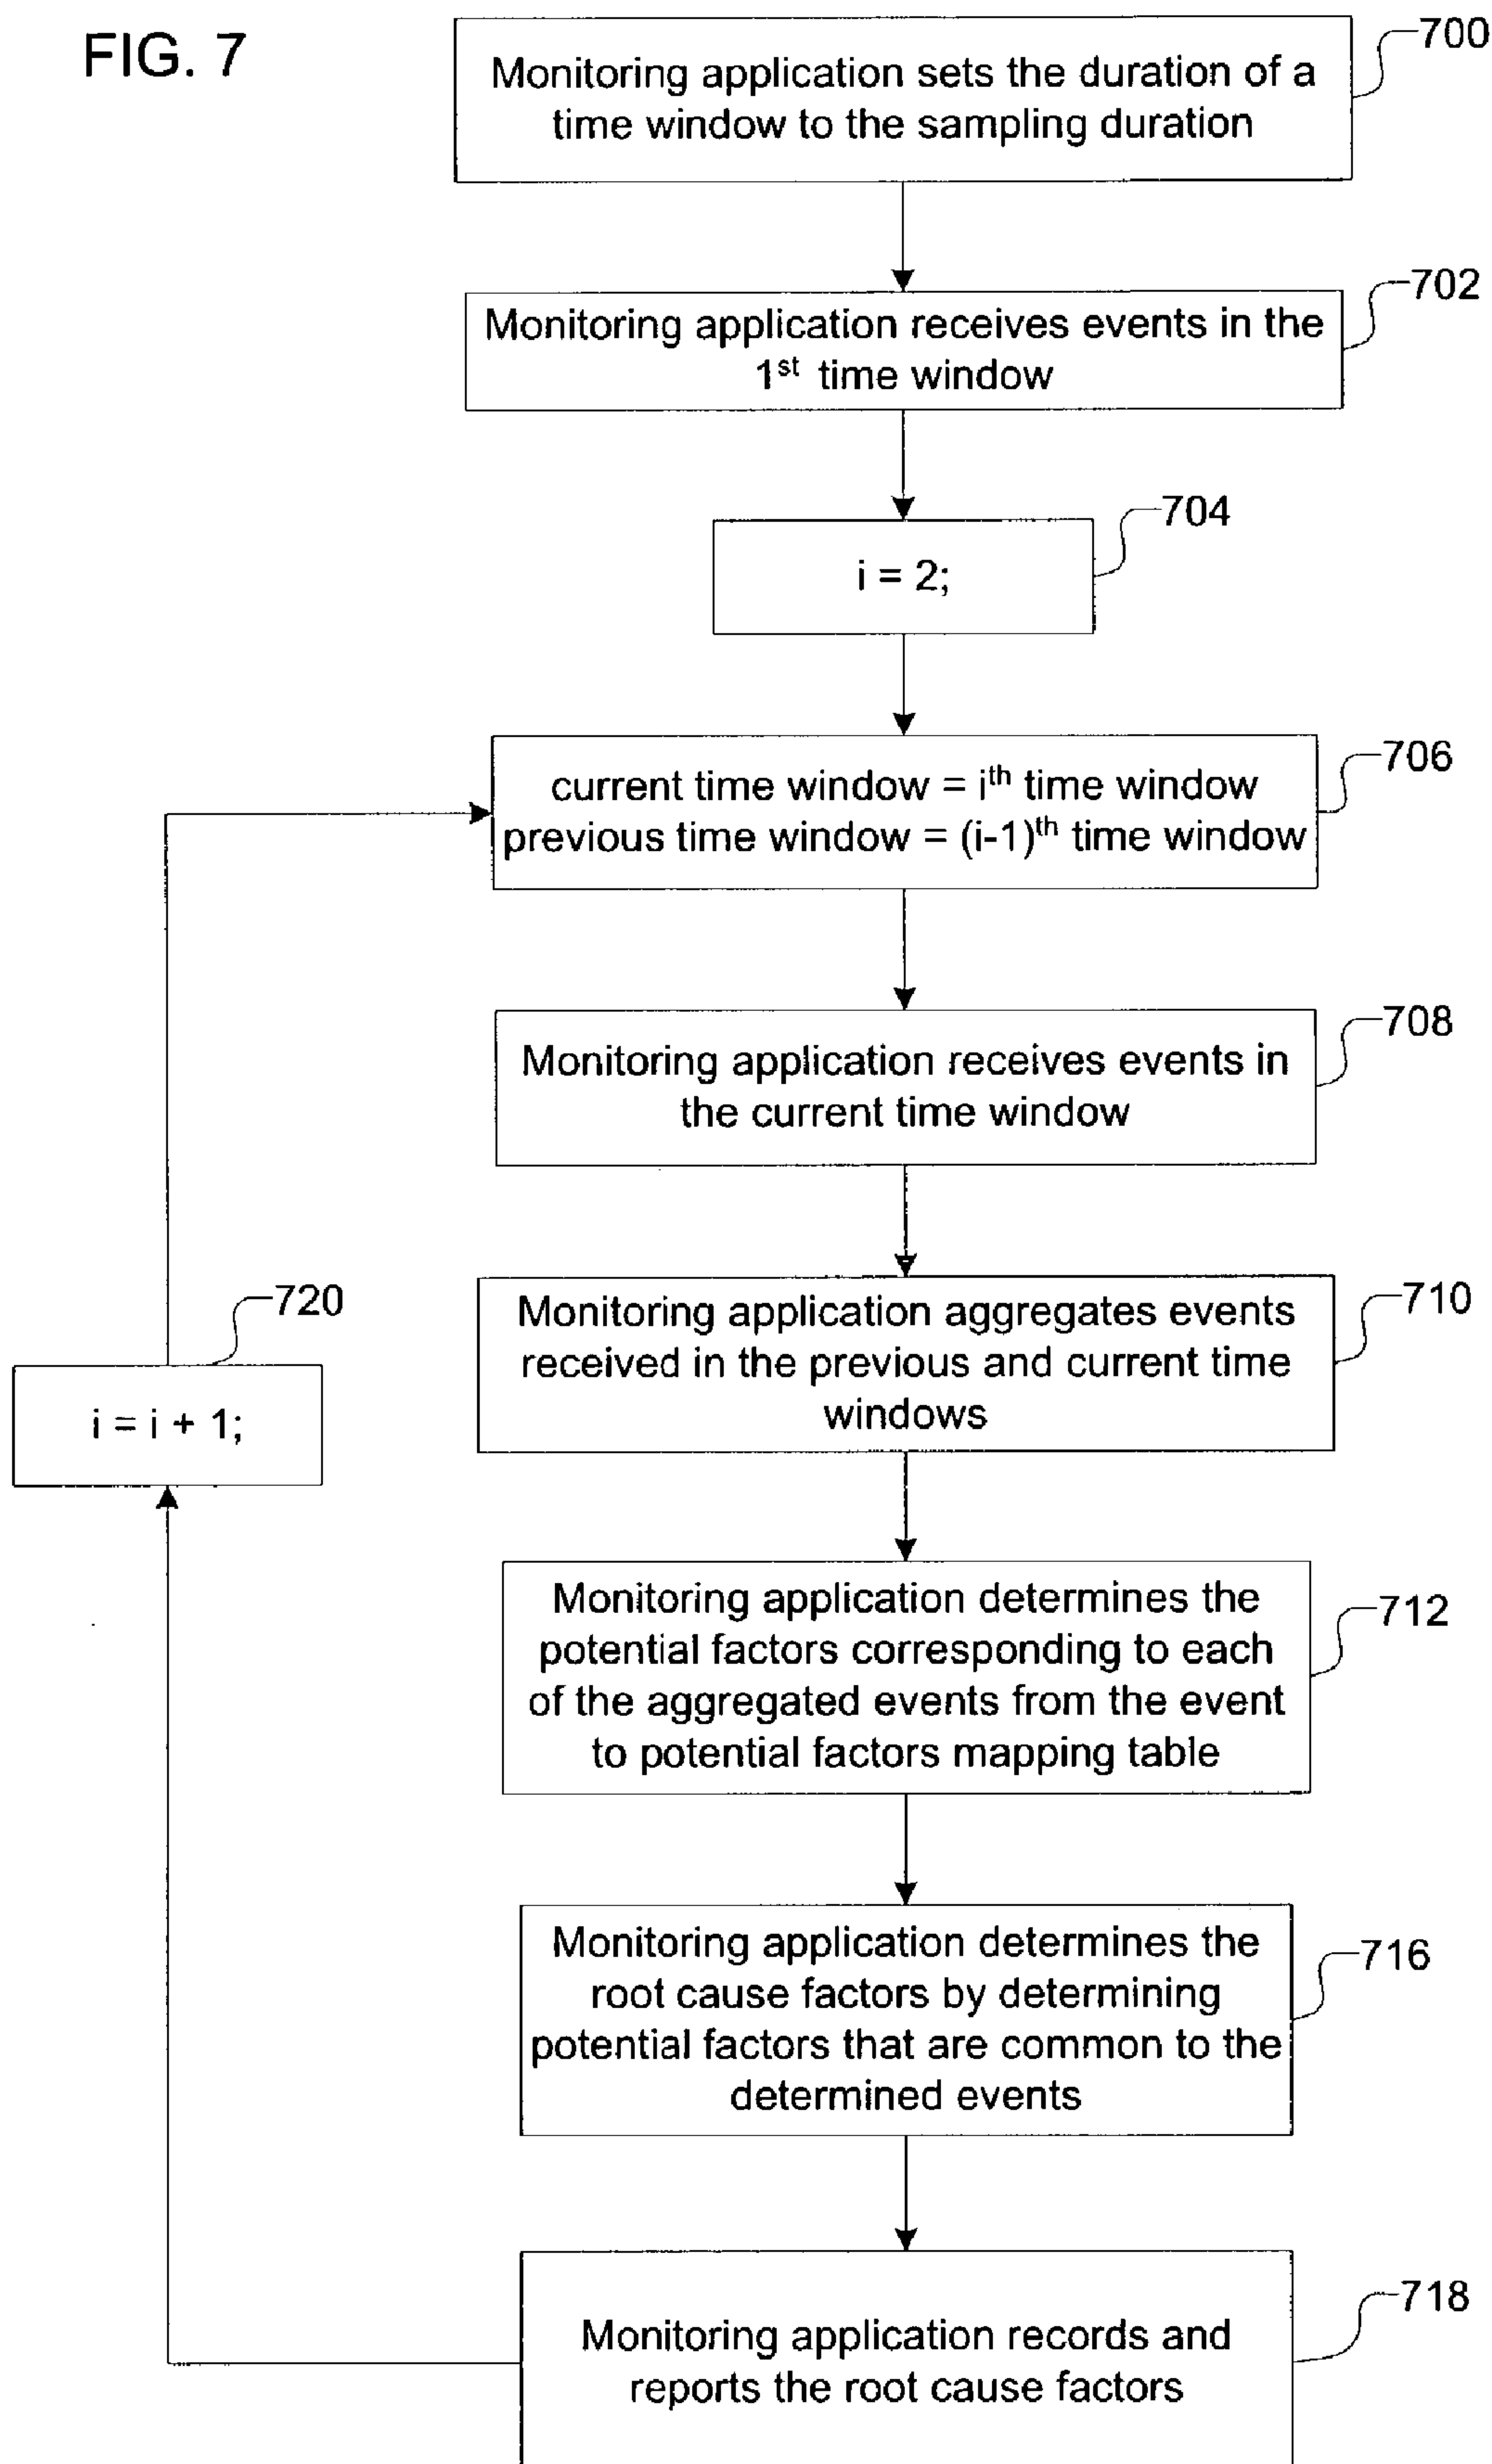 FIG. 7
700
Monitoring application sets the duration of a
time window to the sampling duration
702
Monitoring application receives events in the
1st time window
704
i = 2;
706
current time window = ith time window
previous time window = (i-1)th time window
708
Monitoring application receives events in
the current time window
710
Monitoring application aggregates events
received in the previous and current time
windows
720
i = i + 1;
712
Monitoring application determines the
potential factors corresponding to each
of the aggregated events from the event
to potential factors mapping table
716
Monitoring application determines the
root cause factors by determining
potential factors that are common to the
determined events
718
Monitoring application records and
reports the root cause factors